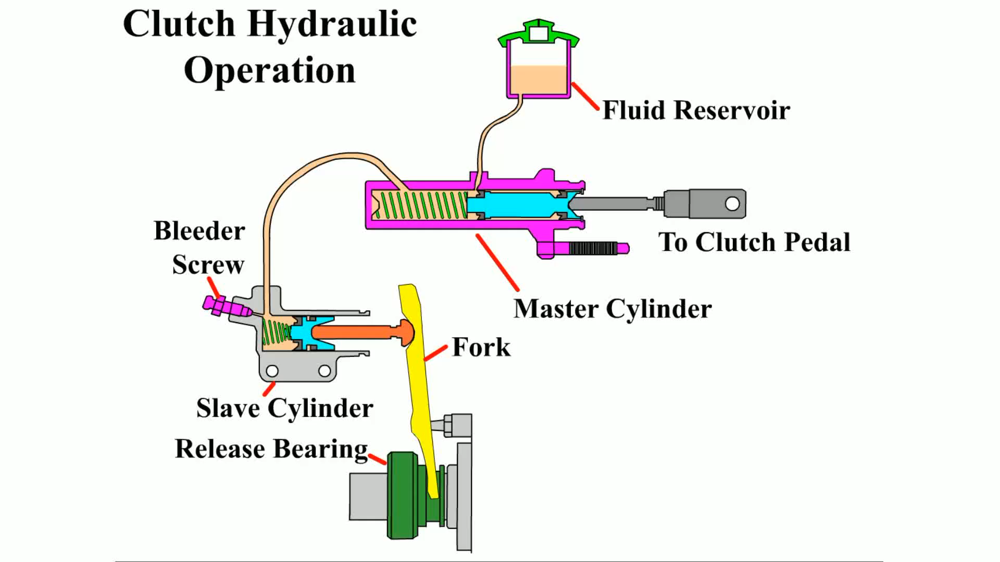 Clutch Hydraulic
Operation
Fluid Reservoir
Bleeder
Screw
To Clutch Pedal
Master Cylinder
Fork
Slave Cylinder
Release Bearing